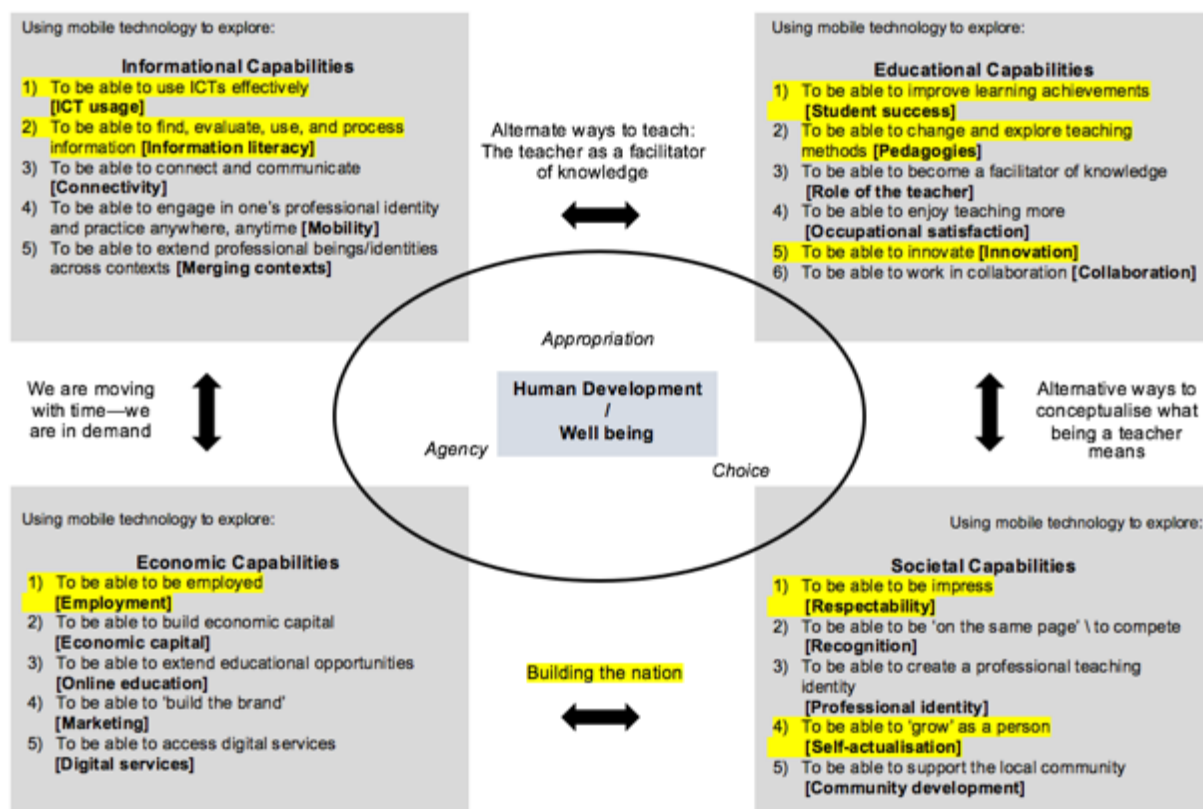 Using mobile technology to explore:
Informational Capabilities
1) To be able to use ICTs effectively
[ICT usage]
2) To be able to find, evaluate, use, and process
information [Information literacy]
3) To be able to connect and communicate
[Connectivity]
4) To be able to engage in one's professional identity
and practice anywhere, anytime [Mobility]
5) To be able to extend professional beings/identities
across contexts [Merging contexts]
Alternate ways to teach:
The teacher as a facilitator
of knowledge
Using mobile technology to explore:
Educational Capabilities
1) To be able to improve learning achievements
[Student success]
2) To be able to change and explore teaching
methods [Pedagogies]
3) To be able to become a facilitator of knowledge
[Role of the teacher]
4) To be able to enjoy teaching more
[Occupational satisfaction]
5) To be able to innovate [Innovation]
6) To be able to work in collaboration [Collaboration]
We are moving
with time—we
are in demand
Appropriation
Human Development
/
Well being
Agency
Choice
Alternative ways to
conceptualise what
being a teacher
means
Using mobile technology to explore:
Economic Capabilities
1) To be able to be employed
[Employment]
2) To be able to build economic capital
[Economic capital]
3) To be able to extend educational opportunities
[Online education]
4) To be able to 'build the brand'
[Marketing]
5) To be able to access digital services
[Digital services]
Building the nation
Using mobile technology to explore:
Societal Capabilities
1) To be able to be impress
[Respectability]
2) To be able to be 'on the same page' \ to compete
[Recognition]
3) To be able to create a professional teaching
identity
[Professional identity]
4) To be able to 'grow' as a person
[Self-actualisation]
5) To be able to support the local community
[Community development]